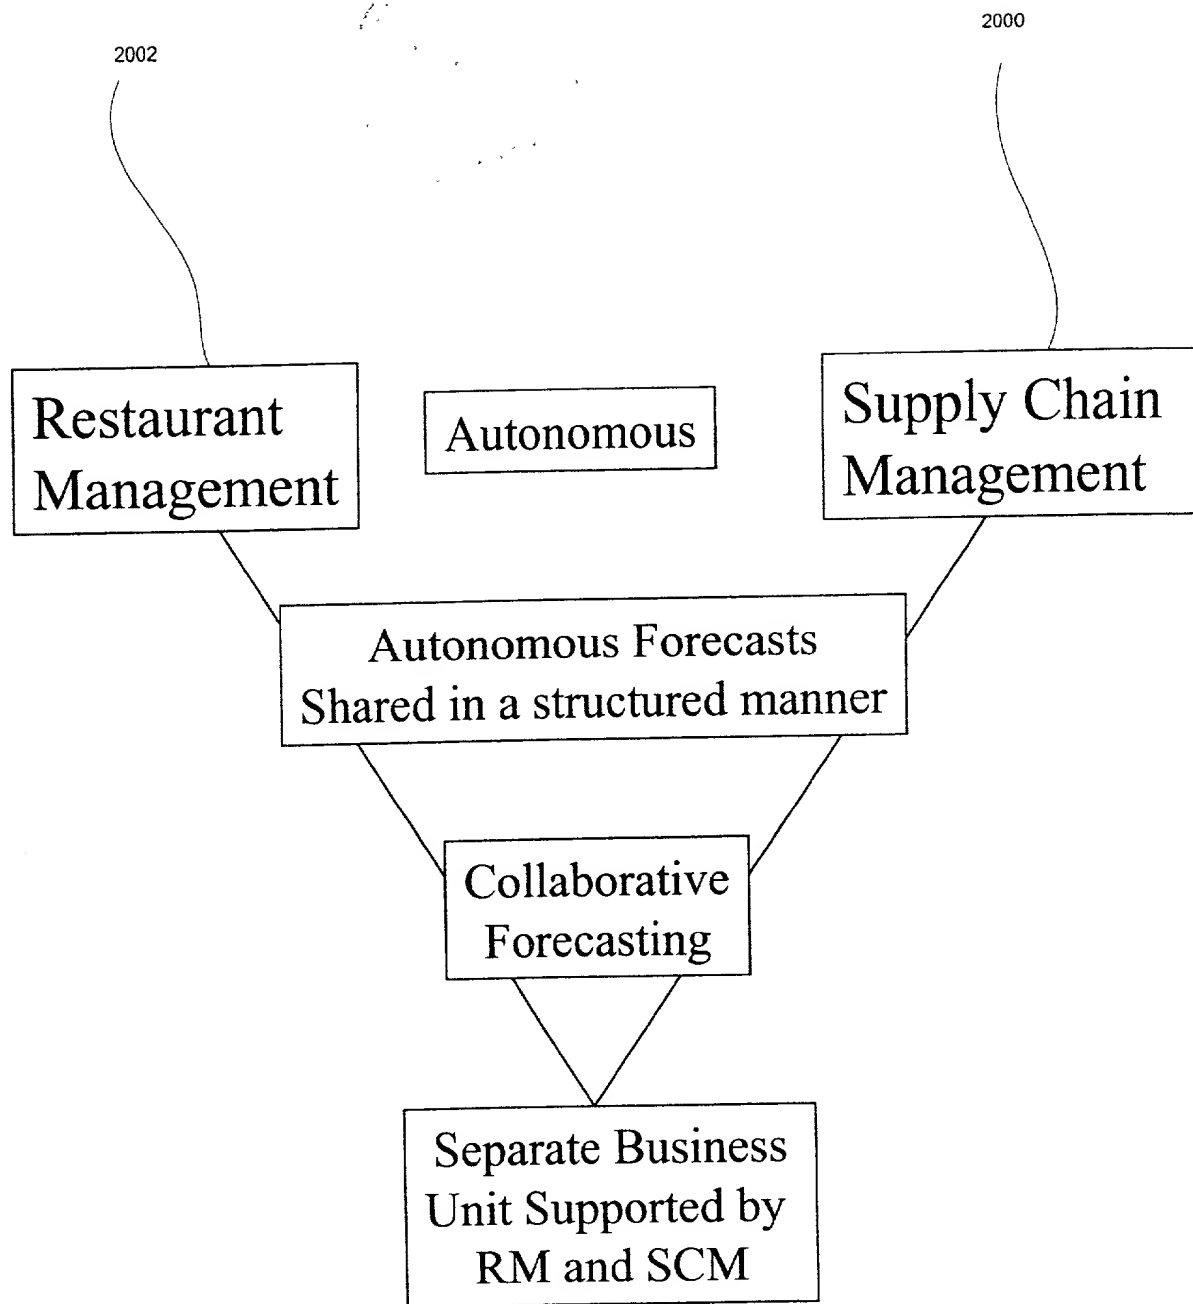 2002
2000
Restaurant
Management
Autonomous
Supply Chain
Management
Autonomous Forecasts
Shared in a structured manner
Collaborative
Forecasting
Separate Business
Unit Supported by
RM and SCM